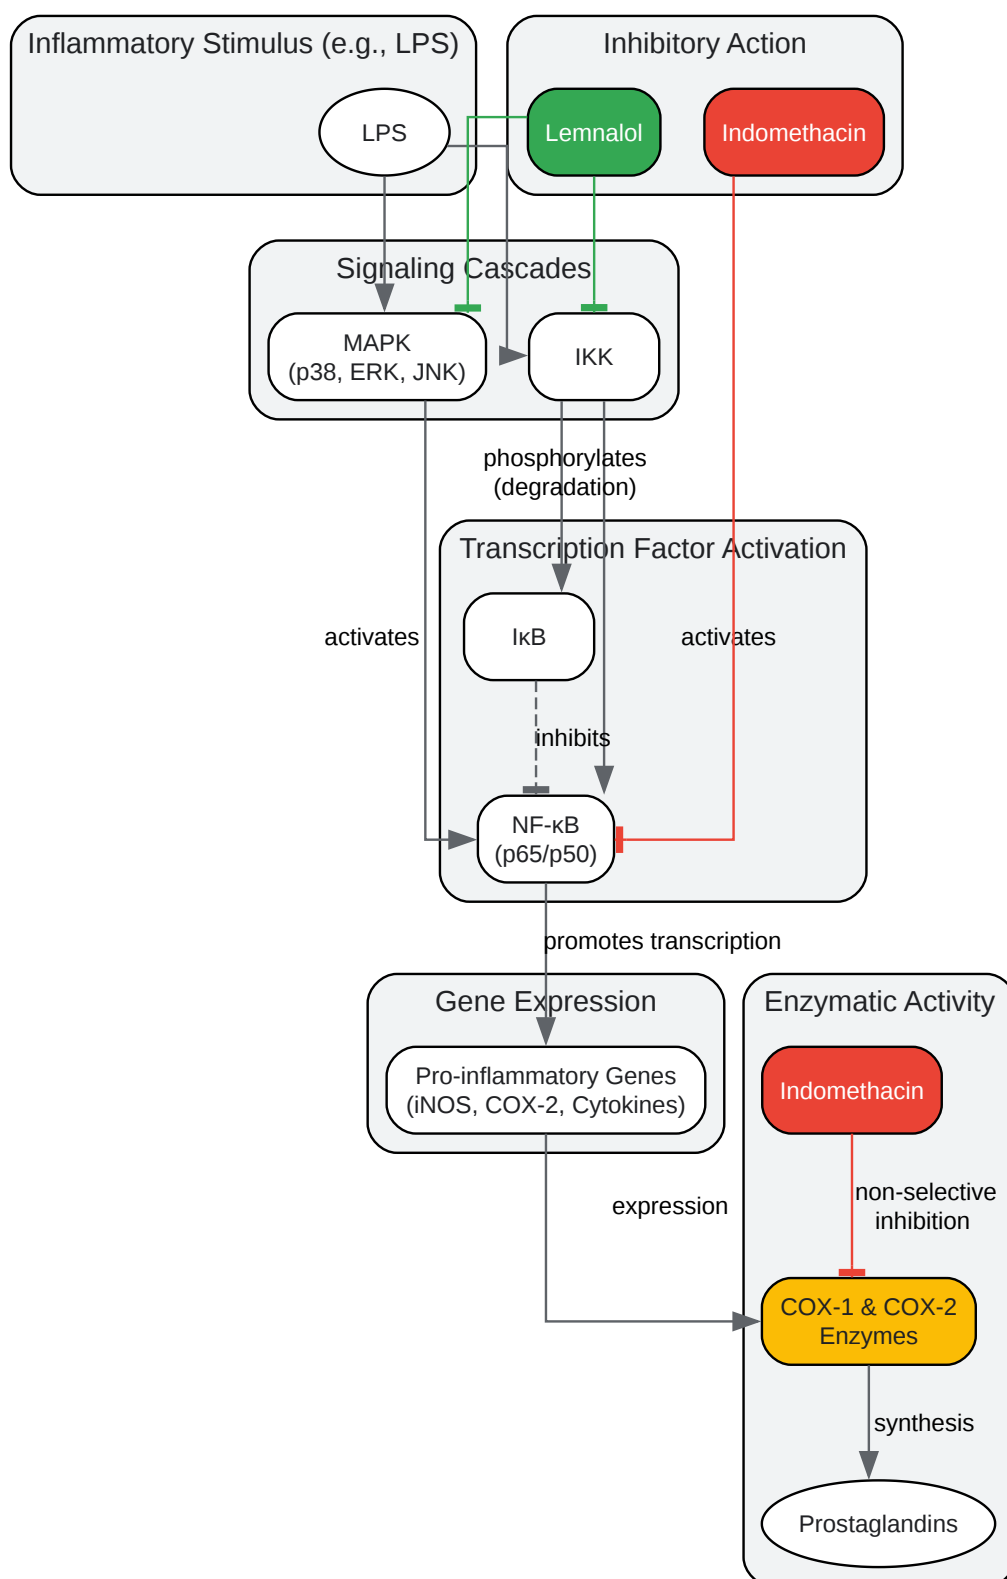 Inflammatory Stimulus (e.g., LPS)
Inhibitory Action
LPS
Lemnalol
Indomethacin
Signaling Cascades
MAPK
(p38, ERK, JNK)
IKK
phosphorylates
(degradation)
Transcription Factor Activation
IκB
activates
activates
inhibits
NF-κB
(p65/p50)
promotes transcription
Gene Expression
Enzymatic Activity
Pro-inflammatory Genes
(iNOS, COX-2, Cytokines)
Indomethacin
expression
non-selective
inhibition
COX-1 & COX-2
Enzymes
synthesis
Prostaglandins